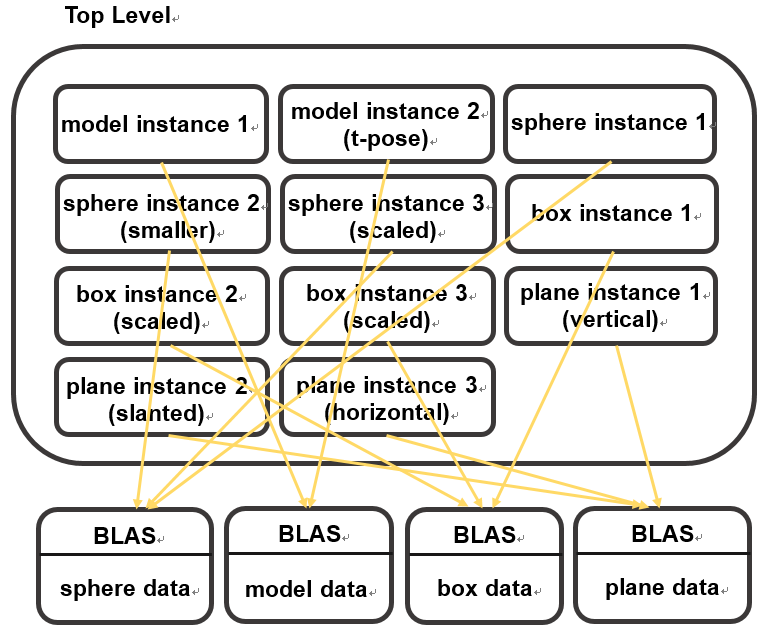 Top Level
model instance 1
model instance 2
(t-pose)
sphere instance 1
sphere instance 2
(smaller)
sphere instance 3
(scaled)
box instance 1
box instance 2
(scaled)
box instance 3
(scaled)
plane instance 1
(vertical)
plane instance 2
(slanted)
plane instance 3
(horizontal)
BLAS
sphere data
BLAS
model data
BLAS
box data
BLAS
plane data